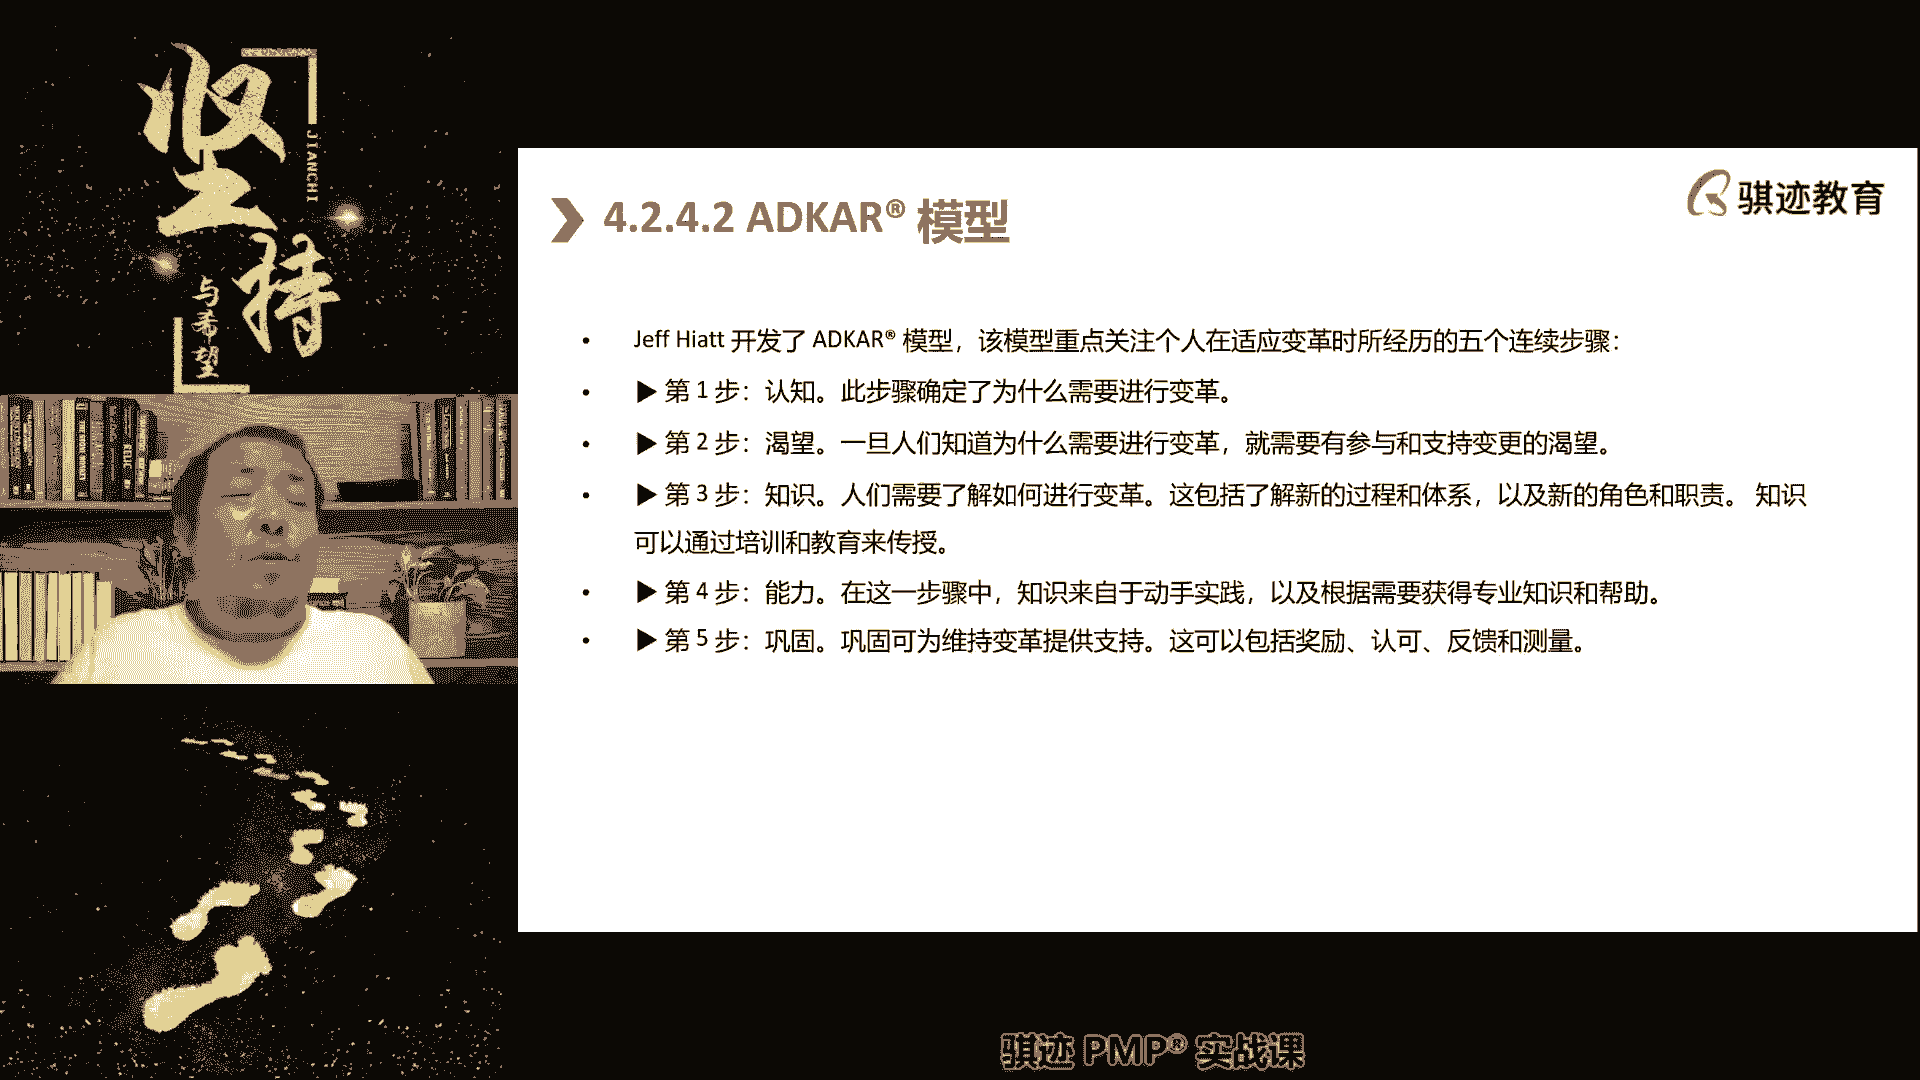 坚持
JIANCHI
与希望
骐迹教育
4.2.4.2 ADKAR® 模型
• Jeff Hiatt 开发了 ADKAR® 模型，该模型重点关注个人在适应变革时所经历的五个连续步骤：
• ▶ 第 1 步：认知。此步骤确定了为什么需要进行变革。
• ▶ 第 2 步：渴望。一旦人们知道为什么需要进行变革，就需要有参与和支持变更的渴望。
• ▶ 第 3 步：知识。人们需要了解如何进行变革。这包括了解新的过程和体系，以及新的角色和职责。 知识
可以通过培训和教育来传授。
• ▶ 第 4 步：能力。在这一步骤中，知识来自于动手实践，以及根据需要获得专业知识和帮助。
• ▶ 第 5 步：巩固。巩固可为维持变革提供支持。这可以包括奖励、认可、反馈和测量。
骐迹 PMP® 实战课